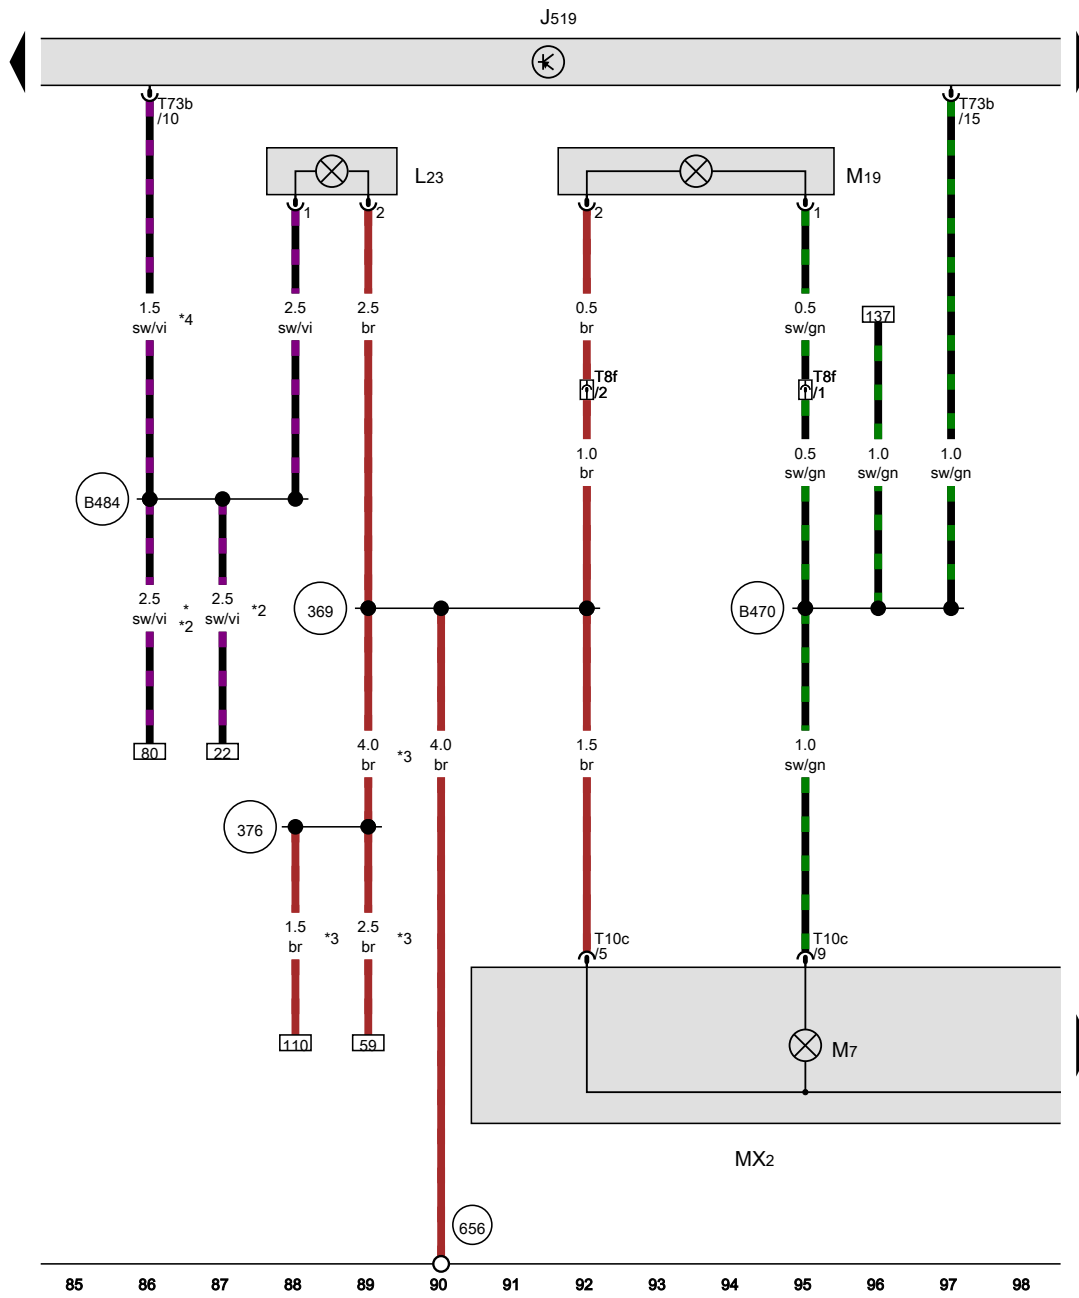 J519
T73b
/10
T73b
/15
L23
M19
1
2
2
1
1.5
sw/vi
*4
2.5
sw/vi
2.5
br
0.5
br
0.5
sw/gn
137
T8f
/2
T8f
/1
1.0
br
0.5
sw/gn
1.0
sw/gn
1.0
sw/gn
B484
2.5
sw/vi
*
*2
2.5
sw/vi
*2
369
B470
80
22
4.0
br
*3
4.0
br
1.5
br
1.0
sw/gn
376
1.5
br
*3
2.5
br
*3
T10c
/5
T10c
/9
110
59
M7
MX2
656
85 86 87 88 89 90 91 92 93 94 95 96 97 98